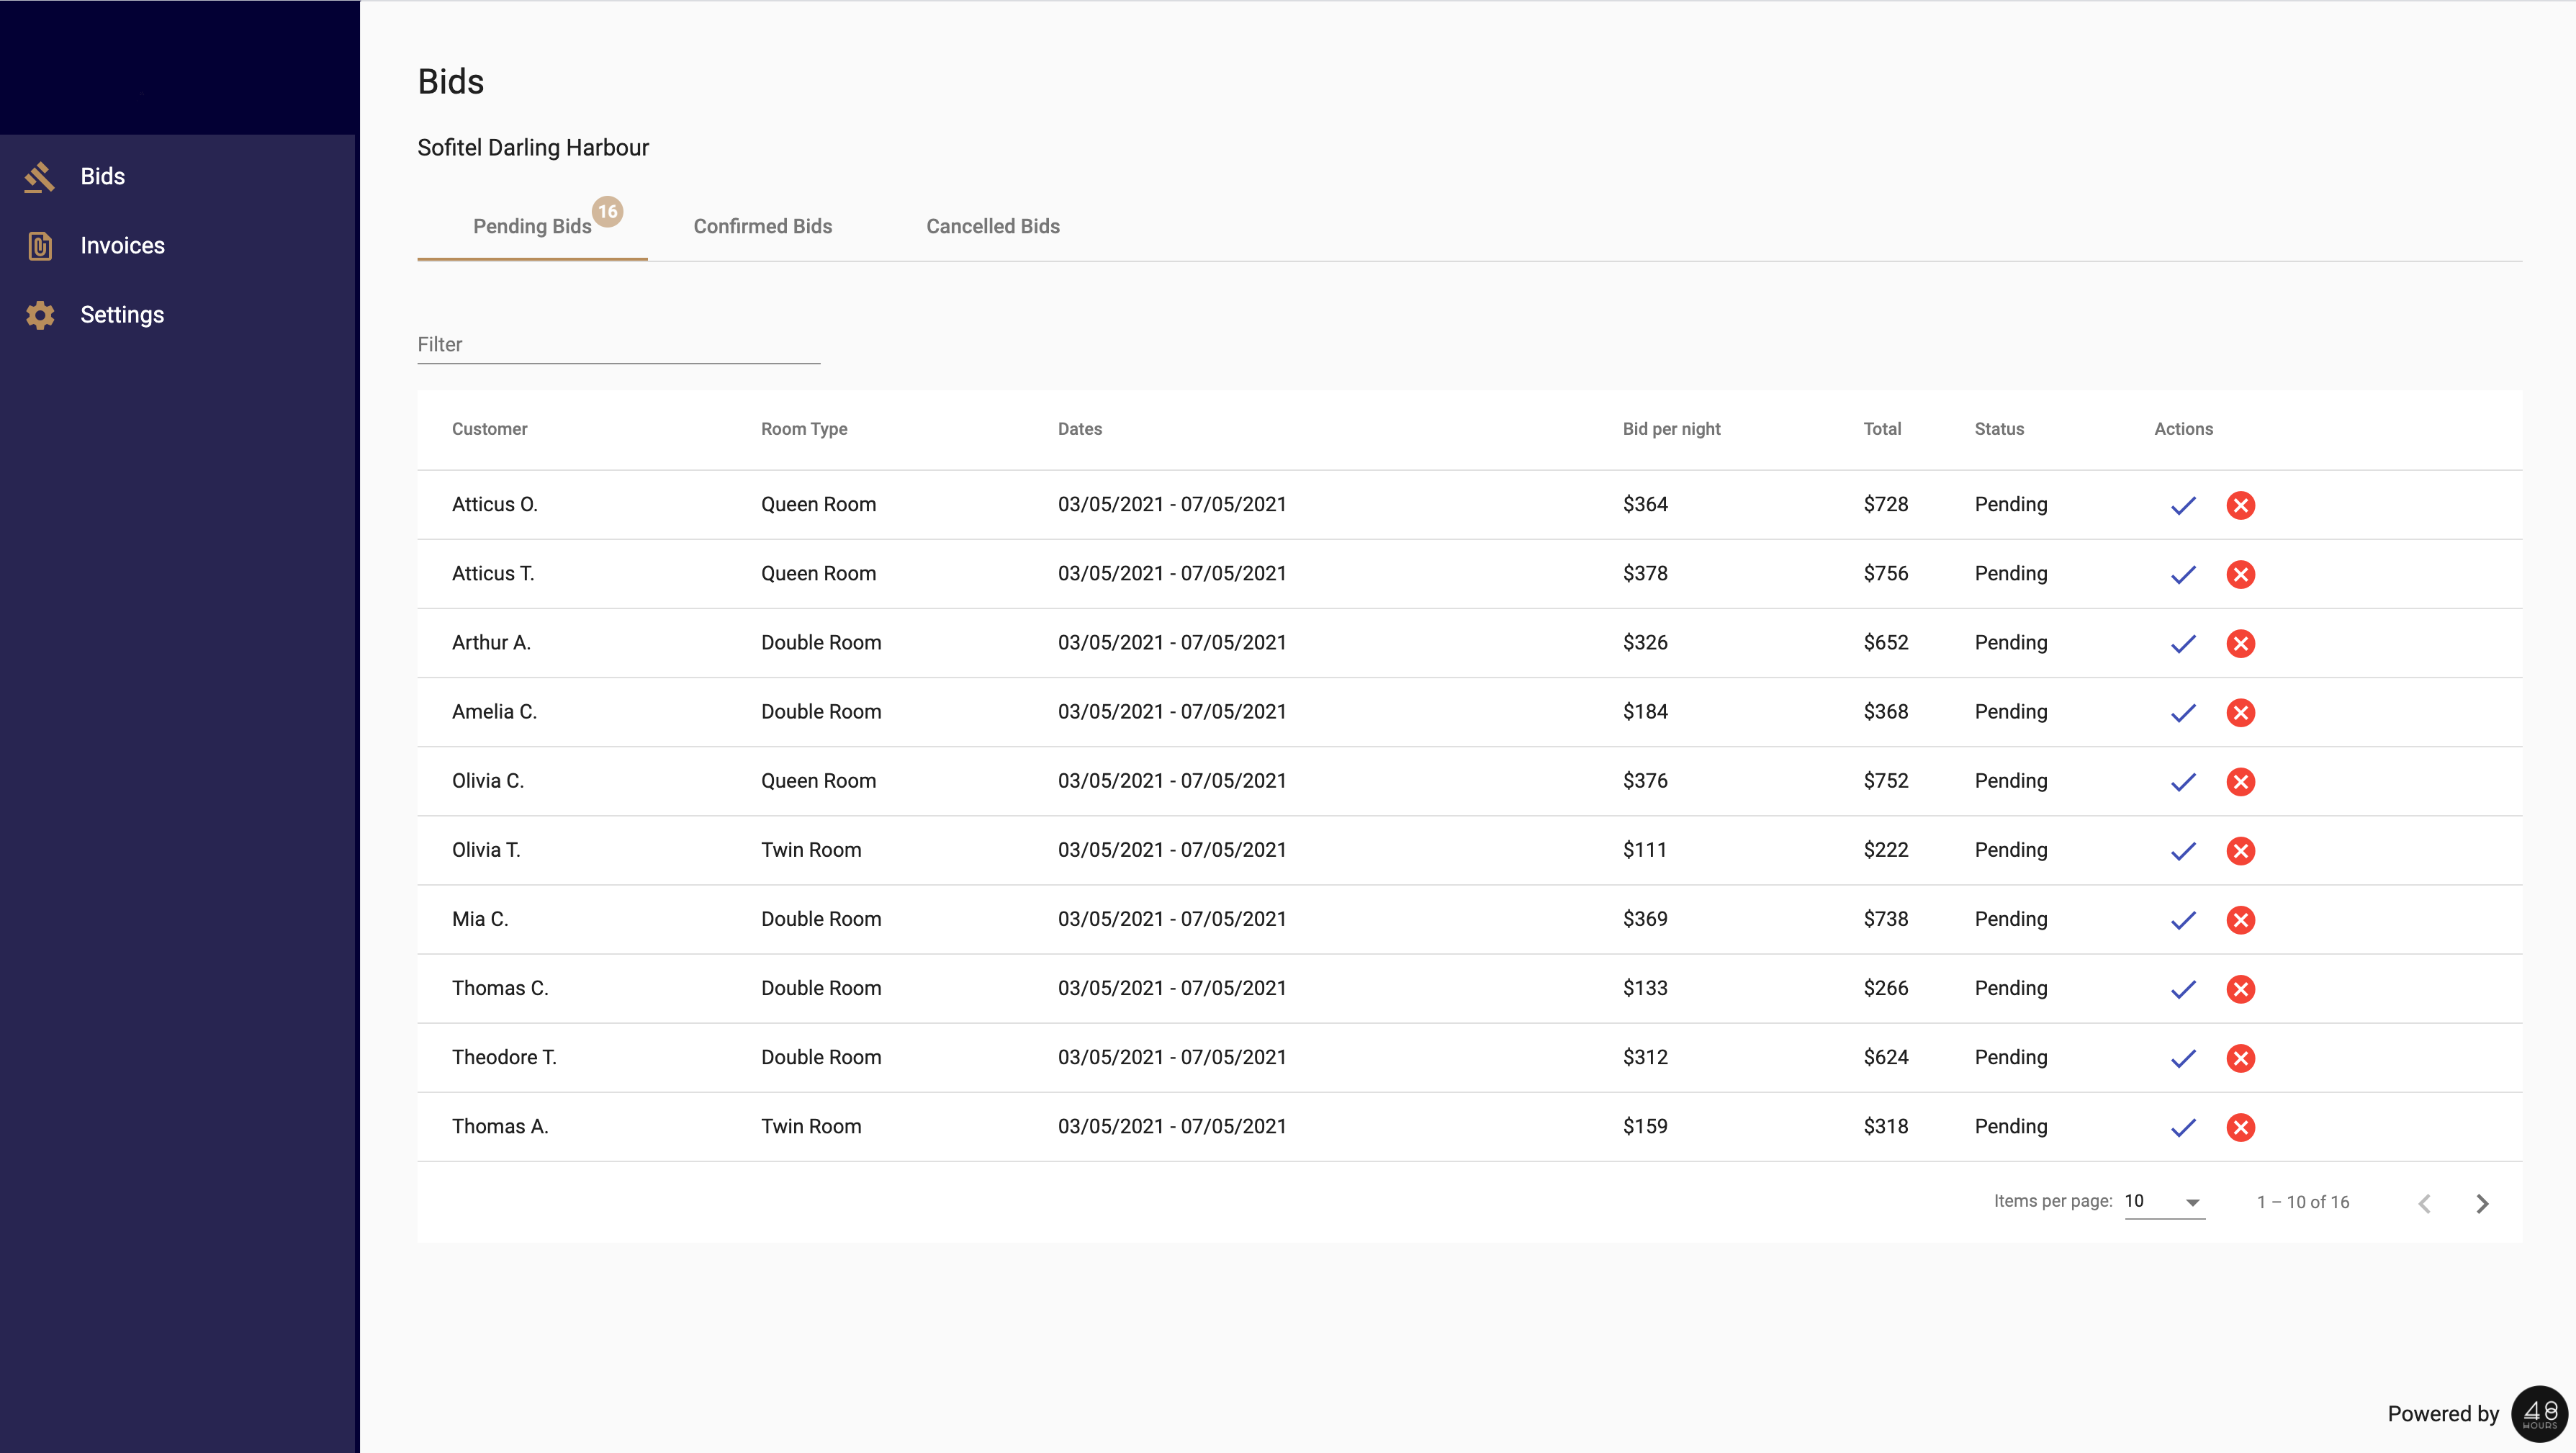 Bids
Invoices
Settings
Bids
Sofitel Darling Harbour
Pending Bids 16 Confirmed Bids Cancelled Bids
Filter
Customer Room Type Dates Bid per night Total Status Actions
Atticus O. Queen Room 03/05/2021 - 07/05/2021 $364 $728 Pending
Atticus T. Queen Room 03/05/2021 - 07/05/2021 $378 $756 Pending
Arthur A. Double Room 03/05/2021 - 07/05/2021 $326 $652 Pending
Amelia C. Double Room 03/05/2021 - 07/05/2021 $184 $368 Pending
Olivia C. Queen Room 03/05/2021 - 07/05/2021 $376 $752 Pending
Olivia T. Twin Room 03/05/2021 - 07/05/2021 $111 $222 Pending
Mia C. Double Room 03/05/2021 - 07/05/2021 $369 $738 Pending
Thomas C. Double Room 03/05/2021 - 07/05/2021 $133 $266 Pending
Theodore T. Double Room 03/05/2021 - 07/05/2021 $312 $624 Pending
Thomas A. Twin Room 03/05/2021 - 07/05/2021 $159 $318 Pending
Items per page: 10 1 – 10 of 16
Powered by 48
HOURS